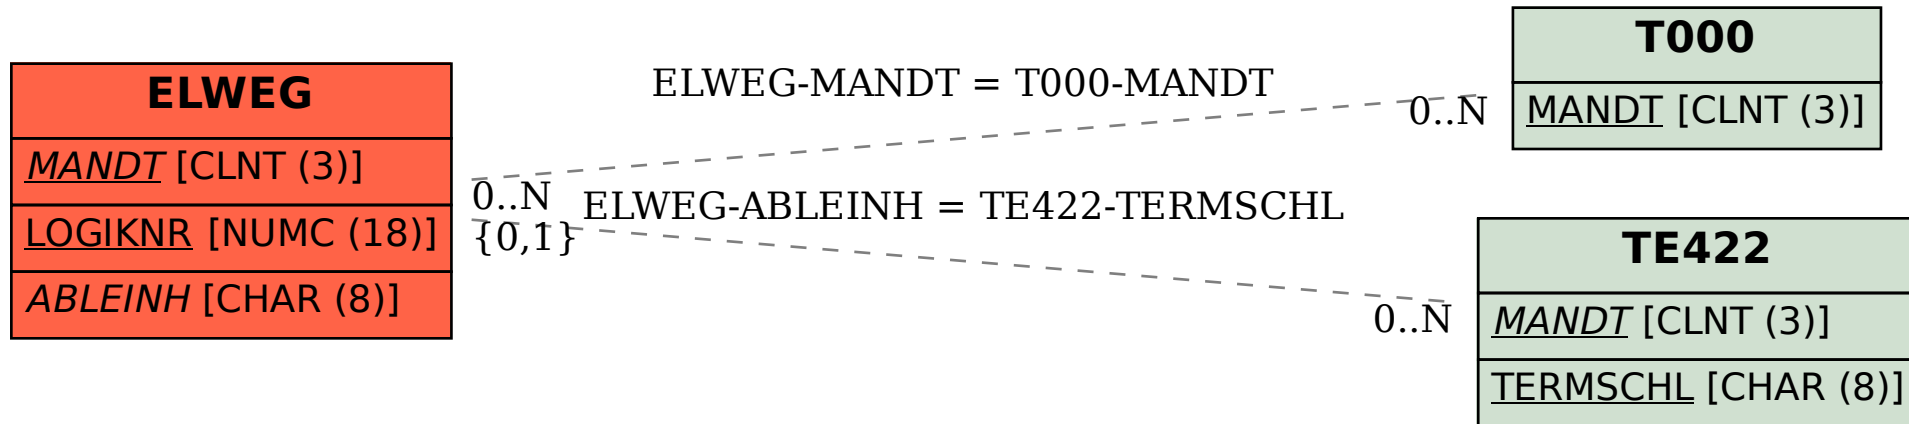 ELWEG
MANDT [CLNT (3)]
LOGIKNR [NUMC (18)]
ABLEINH [CHAR (8)]
ELWEG-MANDT = T000-MANDT
0..N
0..N
ELWEG-ABLEINH = TE422-TERMSCHL
{0,1}
0..N
T000
MANDT [CLNT (3)]
TE422
MANDT [CLNT (3)]
TERMSCHL [CHAR (8)]